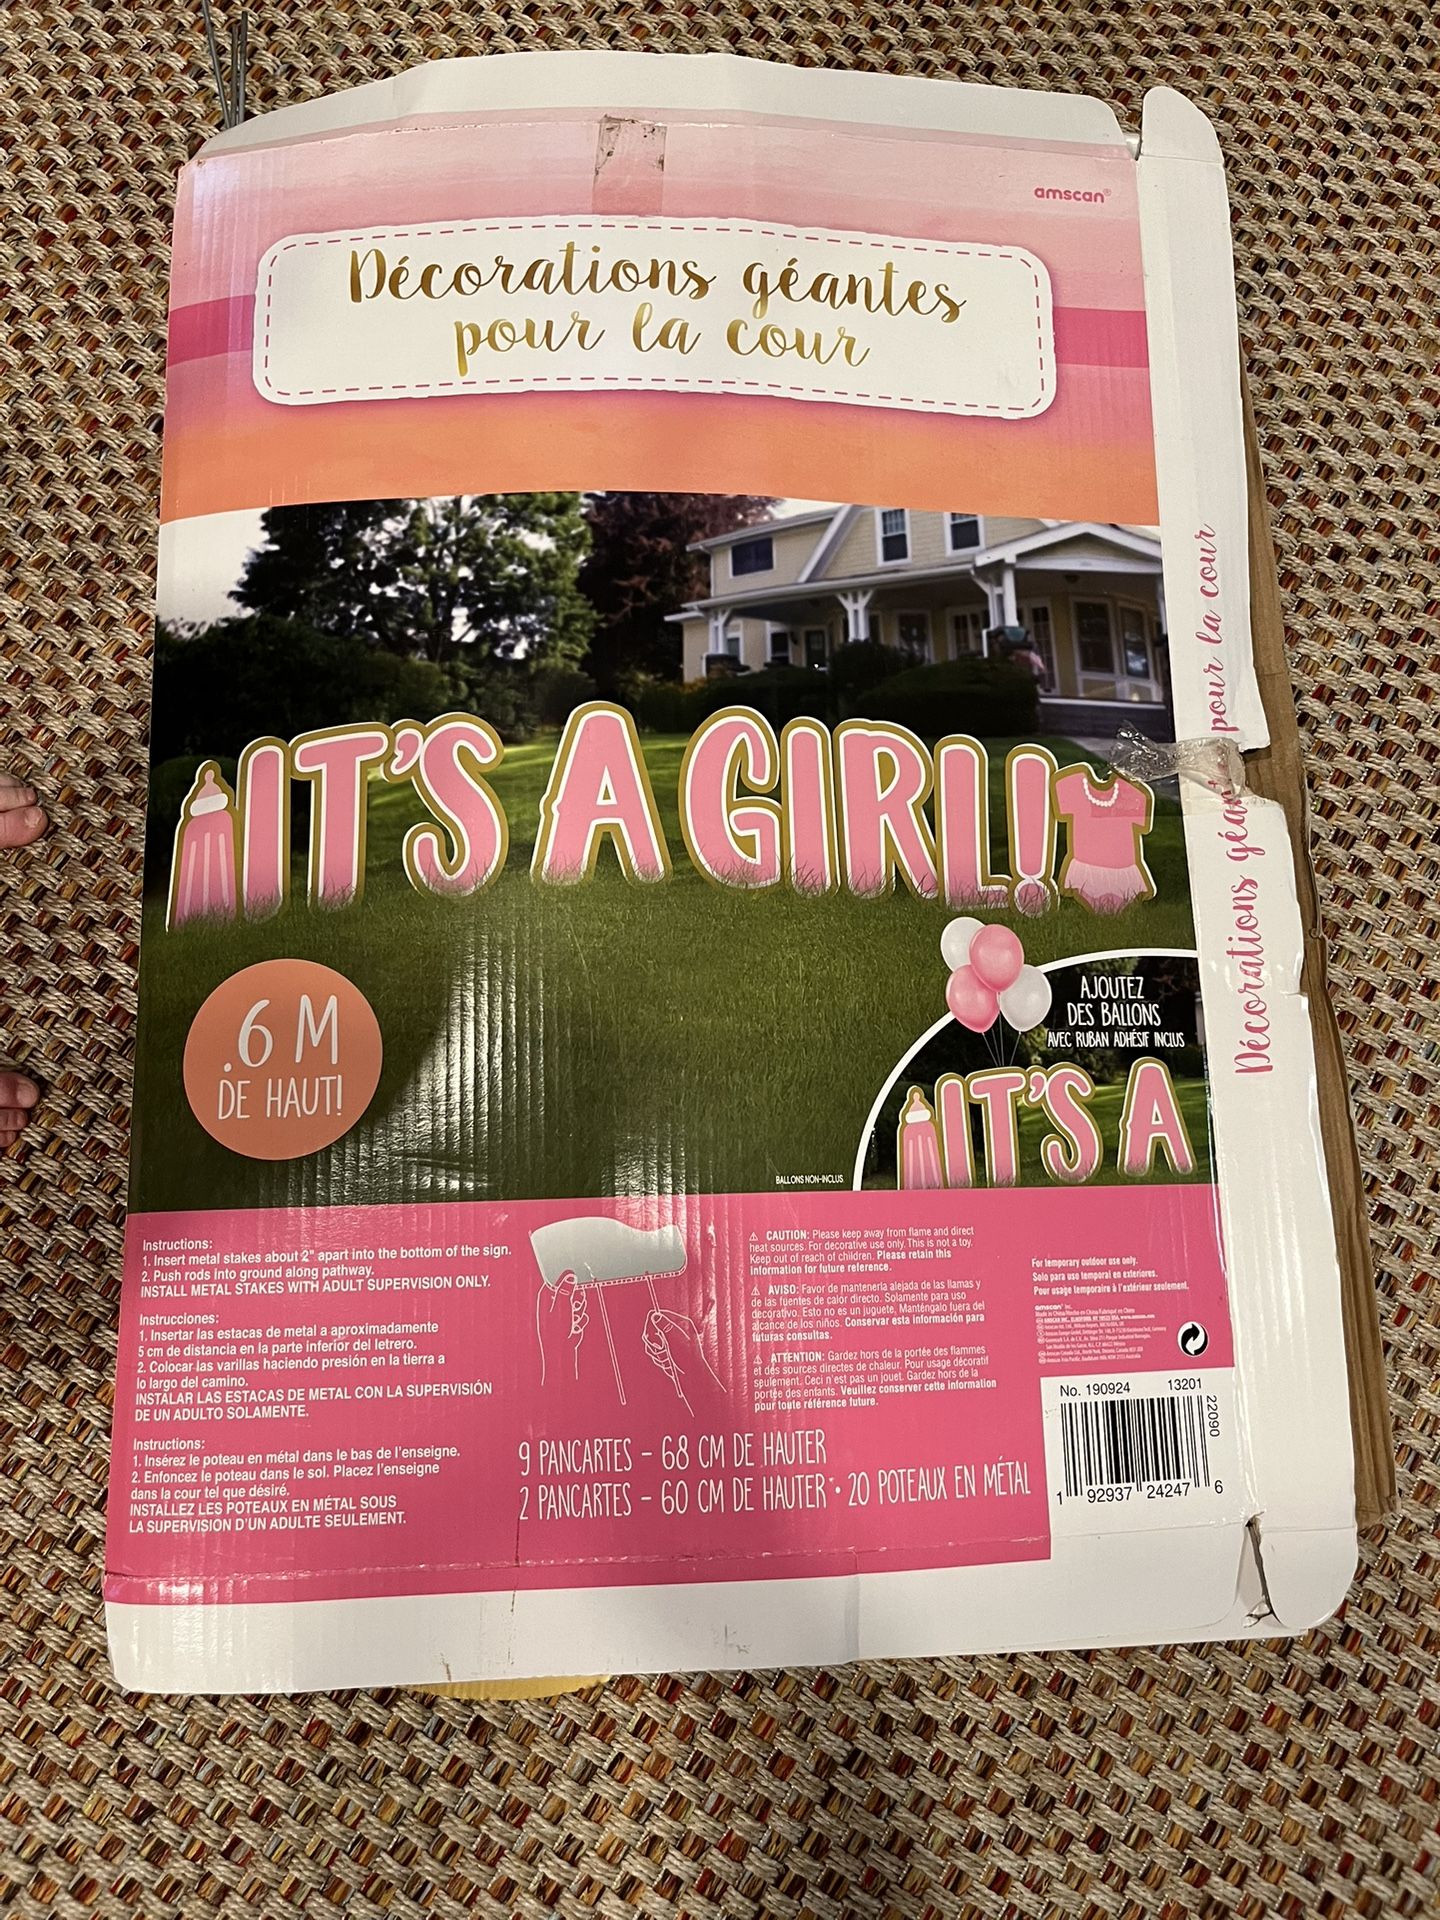 amscan®
Décorations géantes
pour la cour
Décorations géan pour la cour
IT'S A GIRL!
.6 M
DE HAUT!
AJOUTEZ
DES BALLONS
AVEC RUBAN ADHÉSIF INCLUS
IT'S A
BALLONS NON-INCLUS
Instructions:
1. Insert metal stakes about 2" apart into the bottom of the sign.
2. Push rods into ground along pathway.
INSTALL METAL STAKES WITH ADULT SUPERVISION ONLY.
Instrucciones:
1. Insertar las estacas de metal a aproximadamente
5 cm de distancia en la parte inferior del letrero.
2. Colocar las varillas haciendo presión en la tierra a
lo largo del camino.
INSTALAR LAS ESTACAS DE METAL CON LA SUPERVISIÓN
DE UN ADULTO SOLAMENTE.
Instructions:
1. Insérez le poteau en métal dans le bas de l'enseigne.
2. Enfoncez le poteau dans le sol. Placez l'enseigne
dans la cour tel que désiré.
INSTALLEZ LES POTEAUX EN MÉTAL SOUS
LA SUPERVISION D'UN ADULTE SEULEMENT.
⚠ CAUTION: Please keep away from flame and direct
heat sources. For decorative use only. This is not a toy.
Keep out of reach of children. Please retain this
information for future reference.
⚠ AVISO: Favor de mantenerla alejada de las llamas y
de las fuentes de calor directo. Solamente para uso
decorativo. Esto no es un juguete, Manténgalo fuera del
alcance de los niños. Conservar esta información para
futuras consultas.
⚠ ATTENTION: Gardez hors de la portée des flammes
et des sources directes de chaleur. Pour usage décoratif
seulement. Ceci n'est pas un jouet. Gardez hors de la
portée des enfants. Veuillez conserver cette information
pour toute référence future.
9 PANCARTES - 68 CM DE HAUTER
2 PANCARTES - 60 CM DE HAUTER • 20 POTEAUX EN MÉTAL
For temporary outdoor use only.
Solo para uso temporal en exteriores.
Pour usage temporaire à l'extérieur seulement.
amscan® Inc.
Made in China/Hecho en China/Fabriqué en Chine
No. 190924 13201
22090
1 92937 24247 6